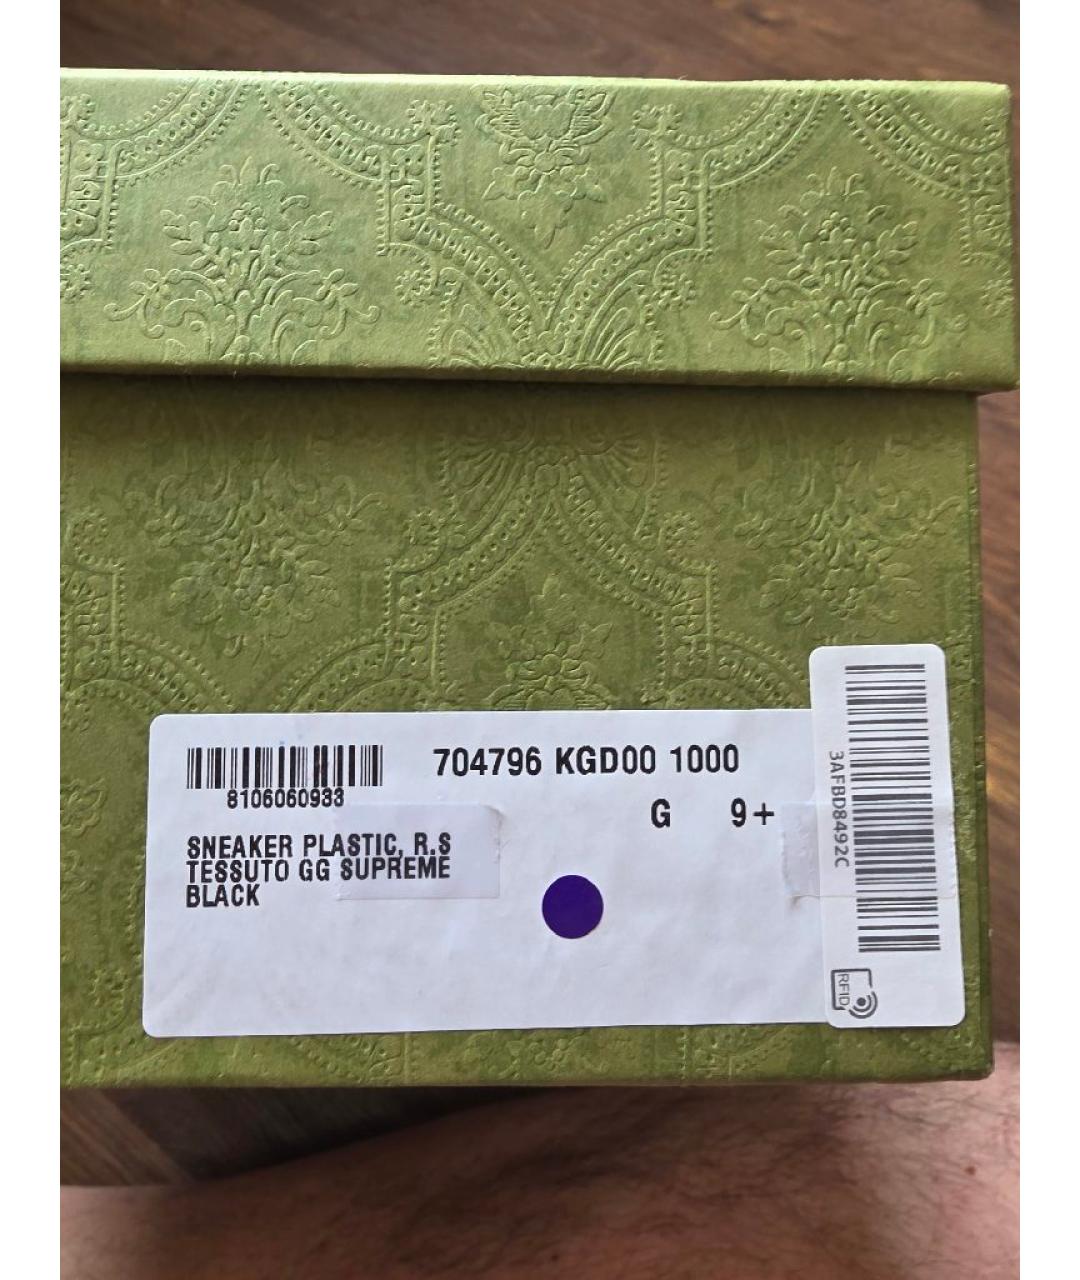 704796 KGD00 1000
8106060933
G 9+
SNEAKER PLASTIC, R.S
TESSUTO GG SUPREME
BLACK
3AFBD8492C
RFID